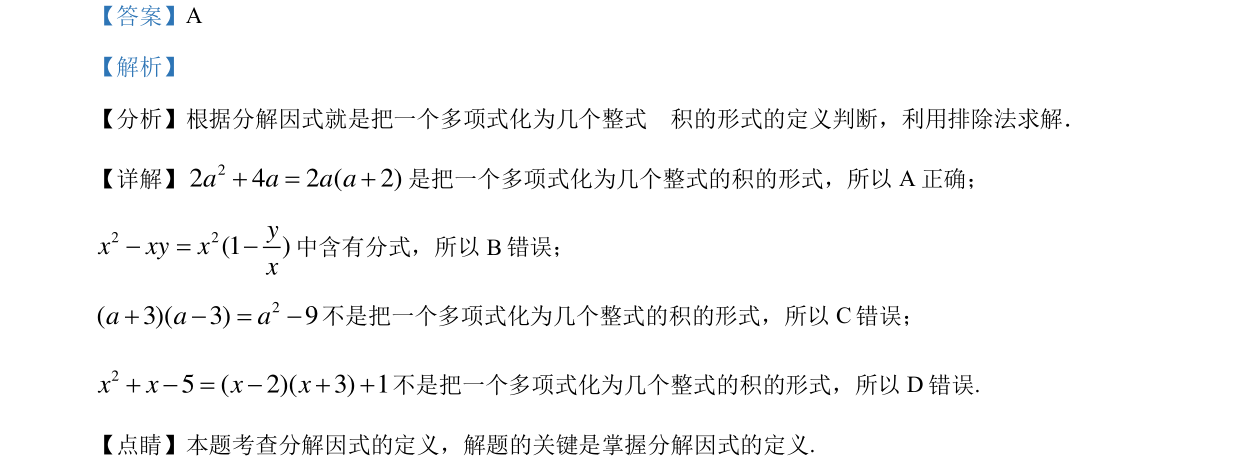 【答案】A
【解析】
【分析】根据分解因式就是把一个多项式化为几个整式 积的形式的定义判断，利用排除法求解．
【详解】2a²+4a=2a(a+2) 是把一个多项式化为几个整式的积的形式，所以 A 正确；
x²−xy=x²(1−y/x) 中含有分式，所以 B 错误；
(a+3)(a−3)=a²−9 不是把一个多项式化为几个整式的积的形式，所以 C 错误；
x²+x−5=(x−2)(x+3)+1 不是把一个多项式化为几个整式的积的形式，所以 D 错误.
【点睛】本题考查分解因式的定义，解题的关键是掌握分解因式的定义.